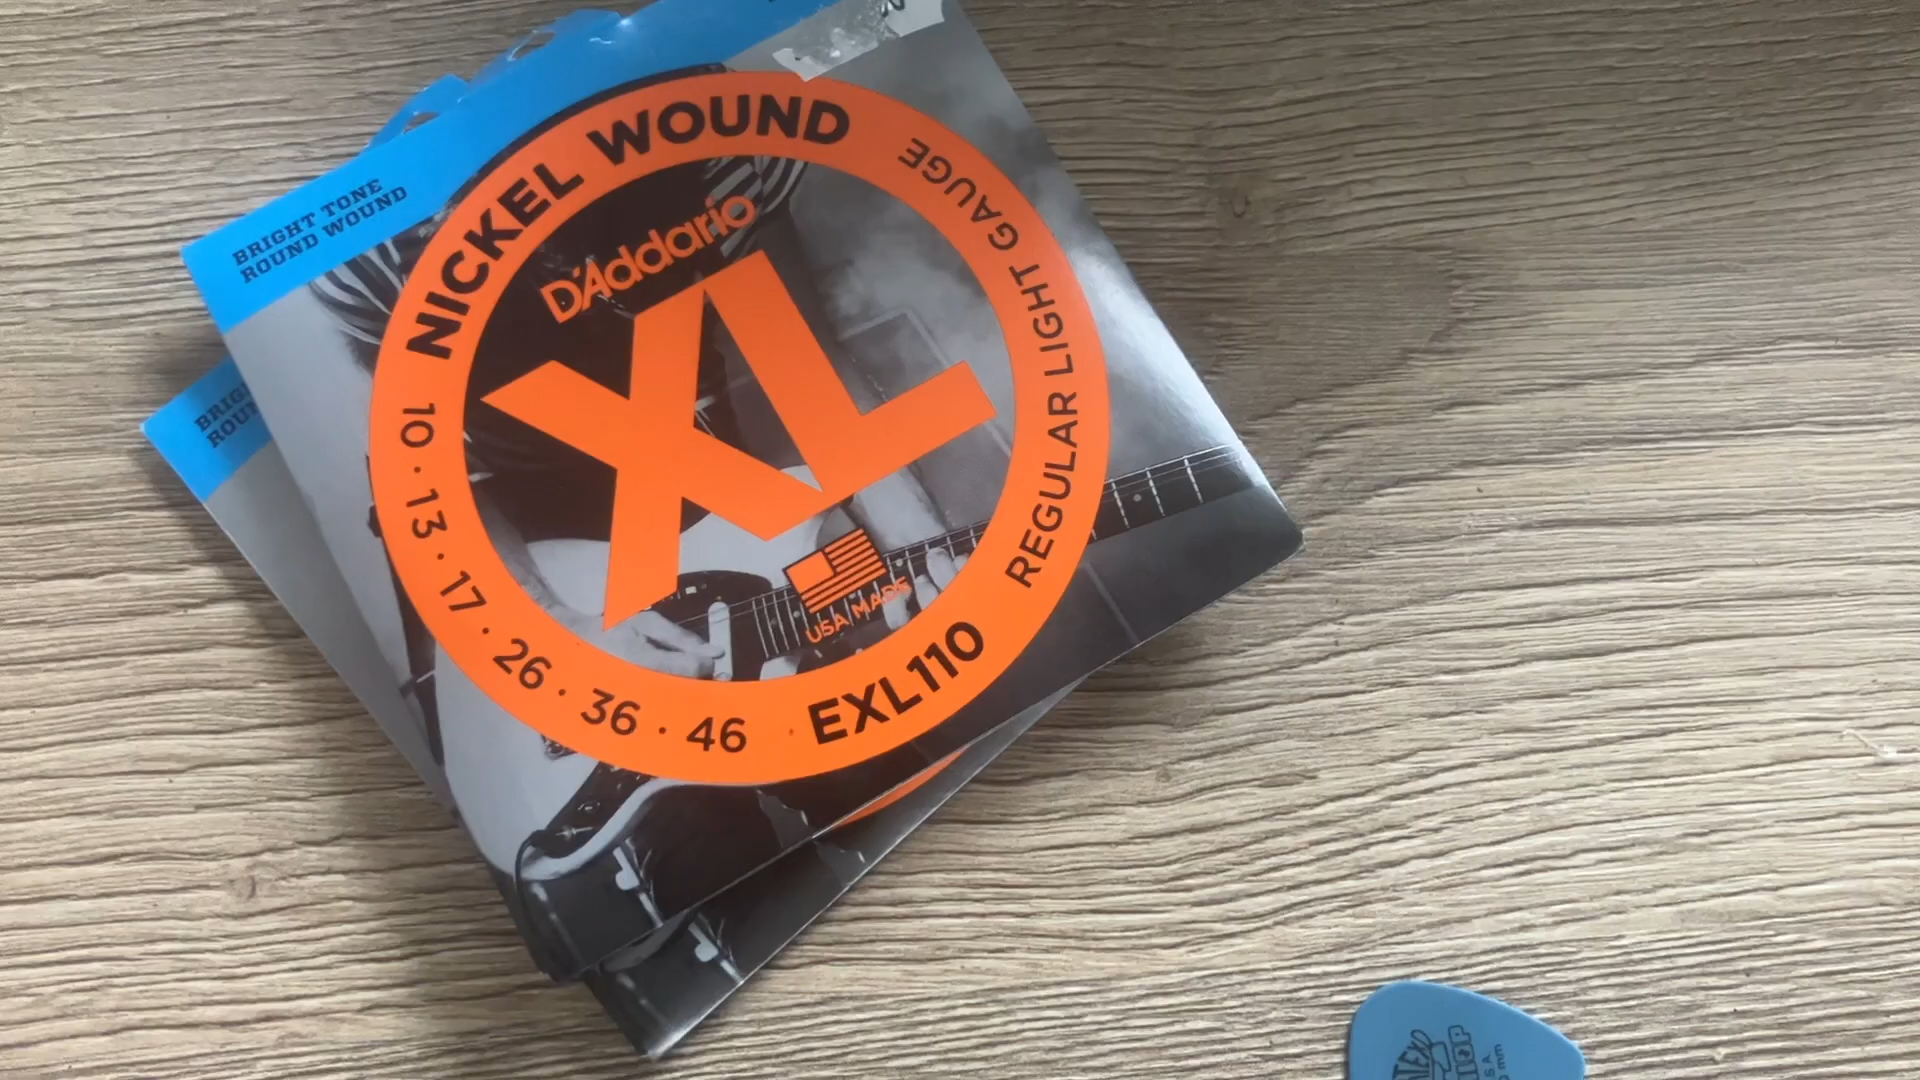 BRIGHT TONE
ROUND WOUND
NICKEL WOUND
REGULAR LIGHT GAUGE
D'Addario
XL
USA MADE
10 · 13 · 17 · 26 · 36 · 46 · EXL110